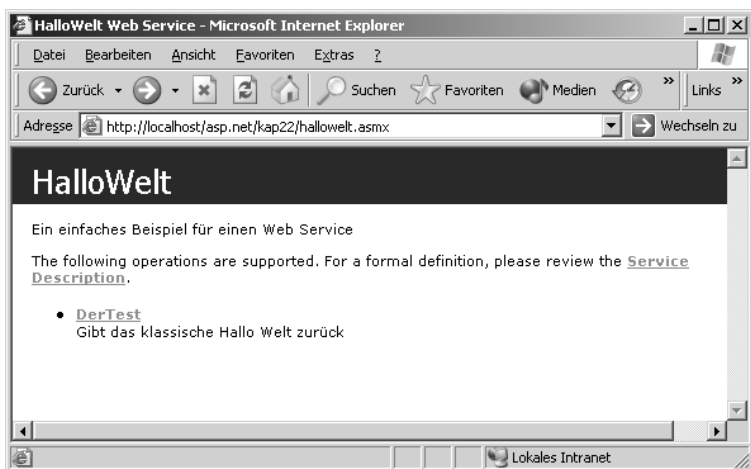 HalloWelt Web Service - Microsoft Internet Explorer
Datei Bearbeiten Ansicht Favoriten Extras ?
Zurück Suchen Favoriten Medien » Links »
Adresse http://localhost/asp.net/kap22/hallowelt.asmx Wechseln zu
HalloWelt
Ein einfaches Beispiel für einen Web Service
The following operations are supported. For a formal definition, please review the Service
Description.
• DerTest
Gibt das klassische Hallo Welt zurück
Lokales Intranet